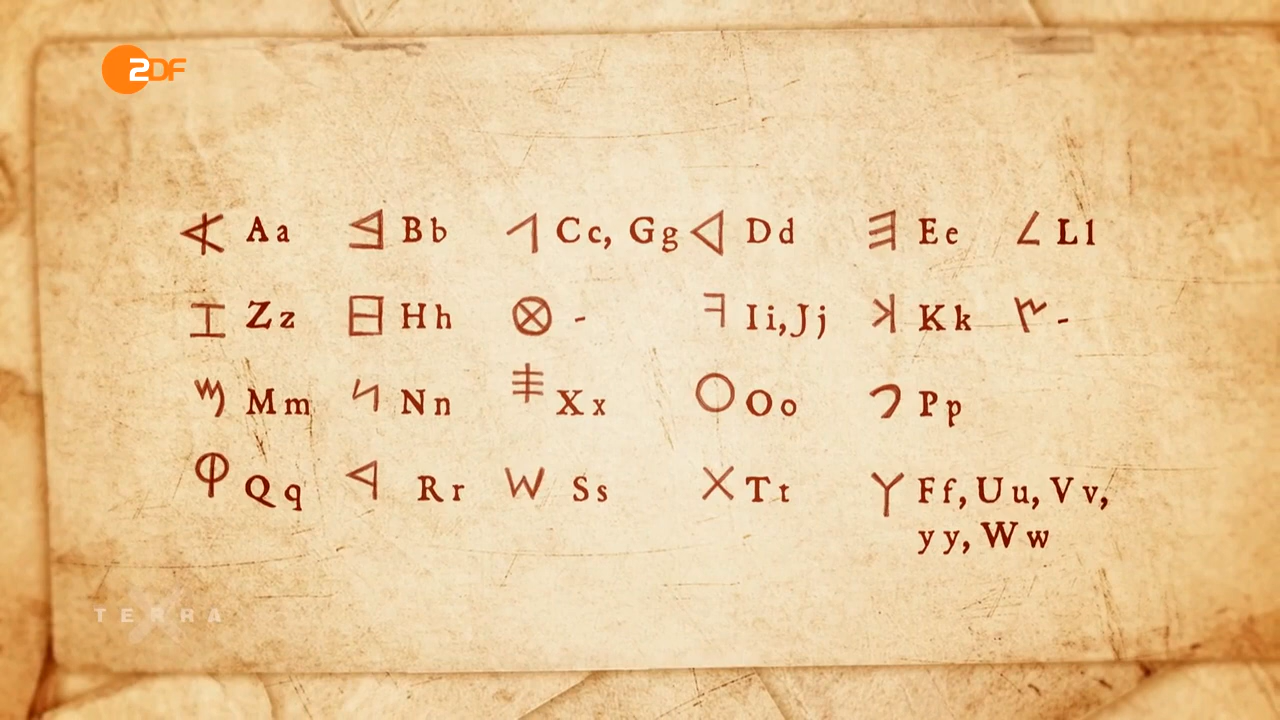 2DF
𐤀 Aa 𐤁 Bb 𐤂 Cc, Gg 𐤃 Dd 𐤄 Ee 𐤋 Ll
𐤆 Zz 𐤇 Hh 𐤈 - 𐤉 Ii,Jj 𐤊 Kk 𐤑 -
𐤌 Mm 𐤍 Nn 𐤎 Xx 𐤏 Oo 𐤐 Pp
𐤒 Qq 𐤓 Rr 𐤔 Ss 𐤕 Tt 𐤅 Ff, Uu, Vv,
yy, Ww
TERRA X